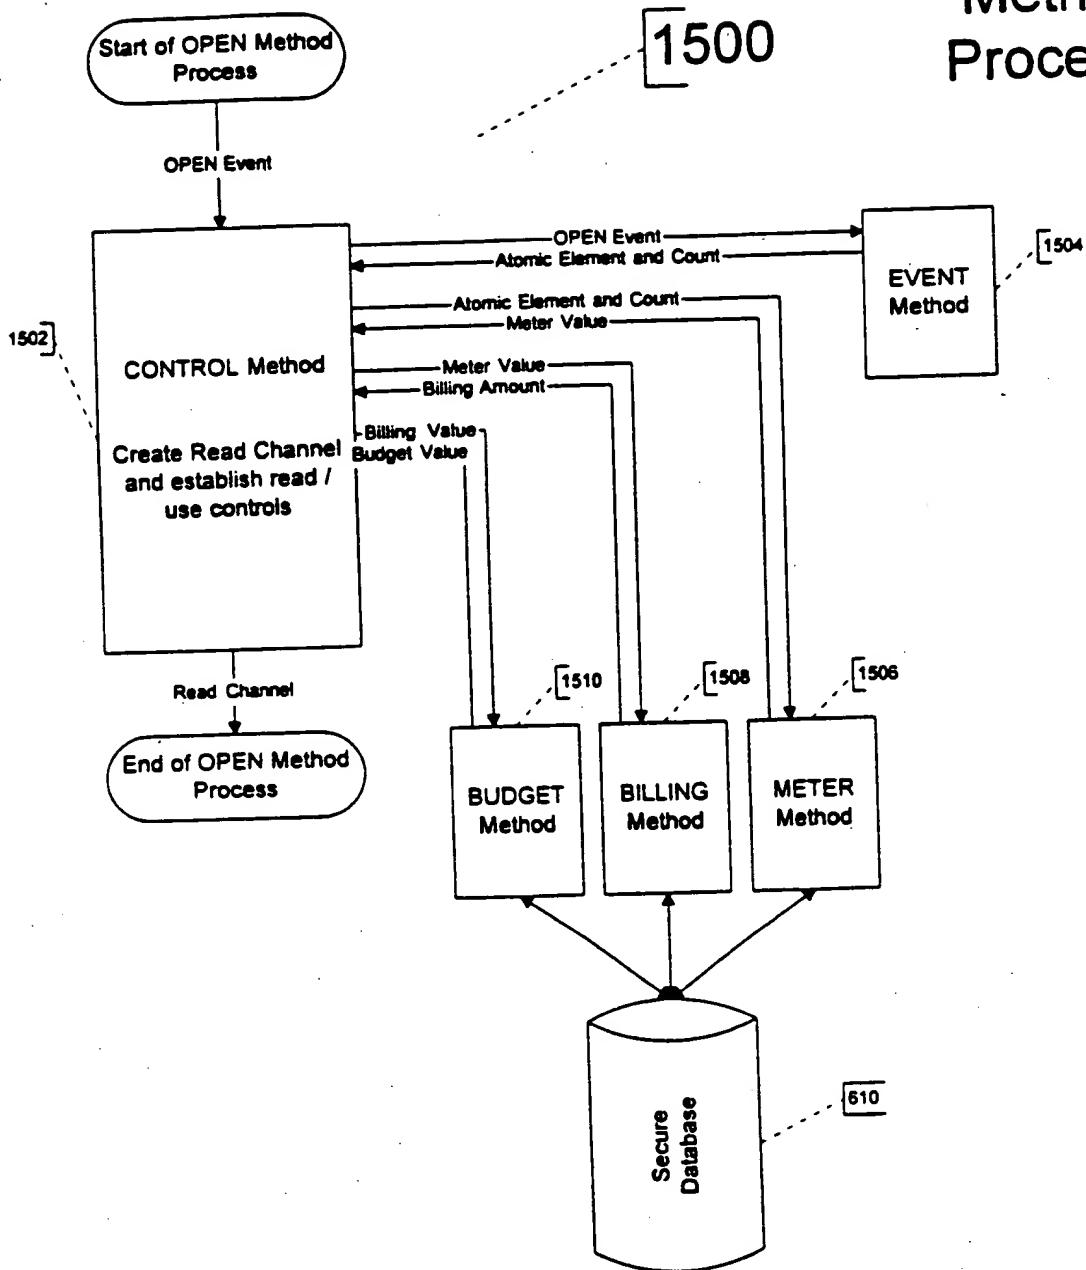 Start of OPEN Method
Process
1500
Proce
OPEN Event
OPEN Event
Atomic Element and Count
EVENT
Method
1504
Atomic Element and Count
Meter Value
1502
CONTROL Method
Meter Value
Billing Amount
Billing Value
Budget Value
Create Read Channel
and establish read /
use controls
1510
1508
1506
Read Channel
End of OPEN Method
Process
BUDGET
Method
BILLING
Method
METER
Method
610
Secure
Database